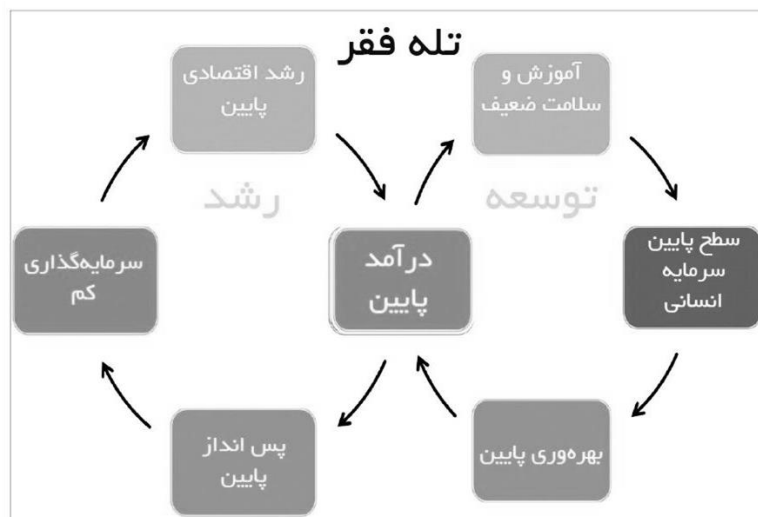 تله فقر
آموزش و
سلامت ضعیف
رشد اقتصادی
پایین
توسعه
رشد
سطح پایین
سرمایه
انسانی
درآمد
پایین
سرمایه‌گذاری
کم
بهره‌وری پایین
پس انداز
پایین